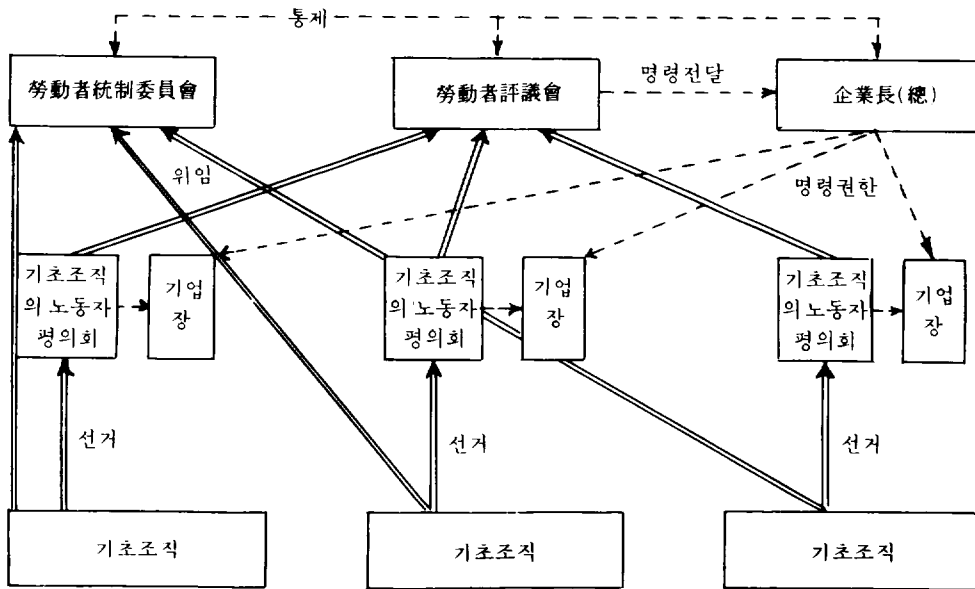 통제
勞動者統制委員會
勞動者評議會
명령전달
企業長(總)
위임
명령권한
기초조직
의 노동자
평의회
기업
장
기초조직
의 노동자
평의회
기업
장
기초조직
의 노동자
평의회
기업
장
선거
선거
선거
기초조직
기초조직
기초조직